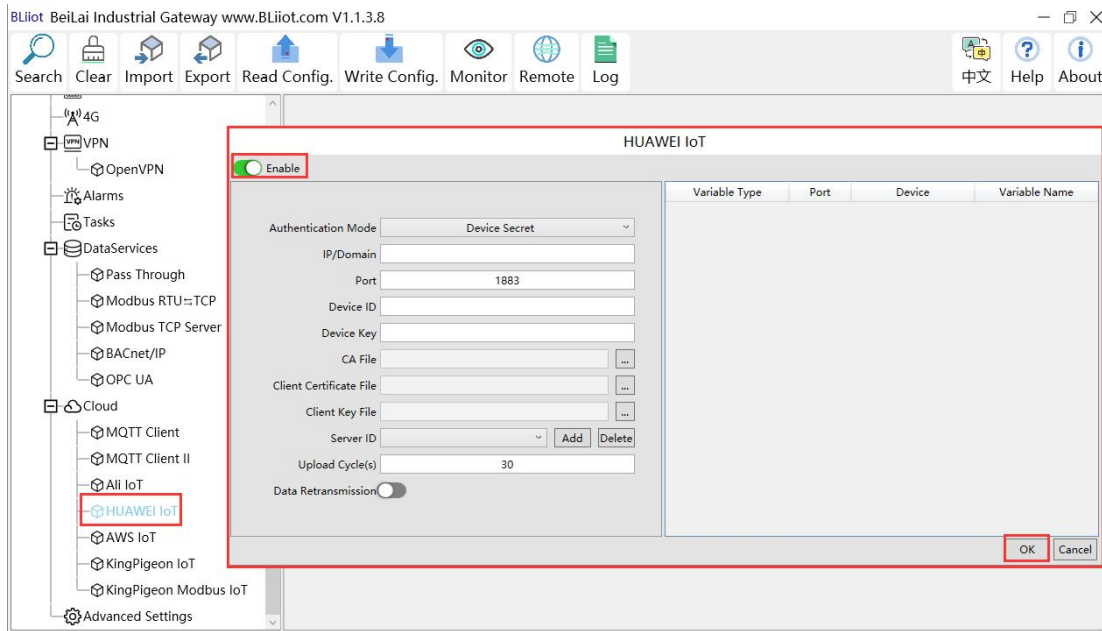 BLiiot BeiLai Industrial Gateway www.BLiiot.com V1.1.3.8
Search Clear Import Export Read Config. Write Config. Monitor Remote Log 中文 Help About
4G
VPN VPN
OpenVPN
Alarms
Tasks
DataServices
Pass Through
Modbus RTU⇆TCP
Modbus TCP Server
BACnet/IP
OPC UA
Cloud
MQTT Client
MQTT Client II
Ali IoT
HUAWEI IoT
AWS IoT
KingPigeon IoT
KingPigeon Modbus IoT
Advanced Settings
HUAWEI IoT
Enable
Authentication Mode Device Secret
IP/Domain
Port 1883
Device ID
Device Key
CA File ...
Client Certificate File ...
Client Key File ...
Server ID Add Delete
Upload Cycle(s) 30
Data Retransmission
Variable Type Port Device Variable Name
OK Cancel